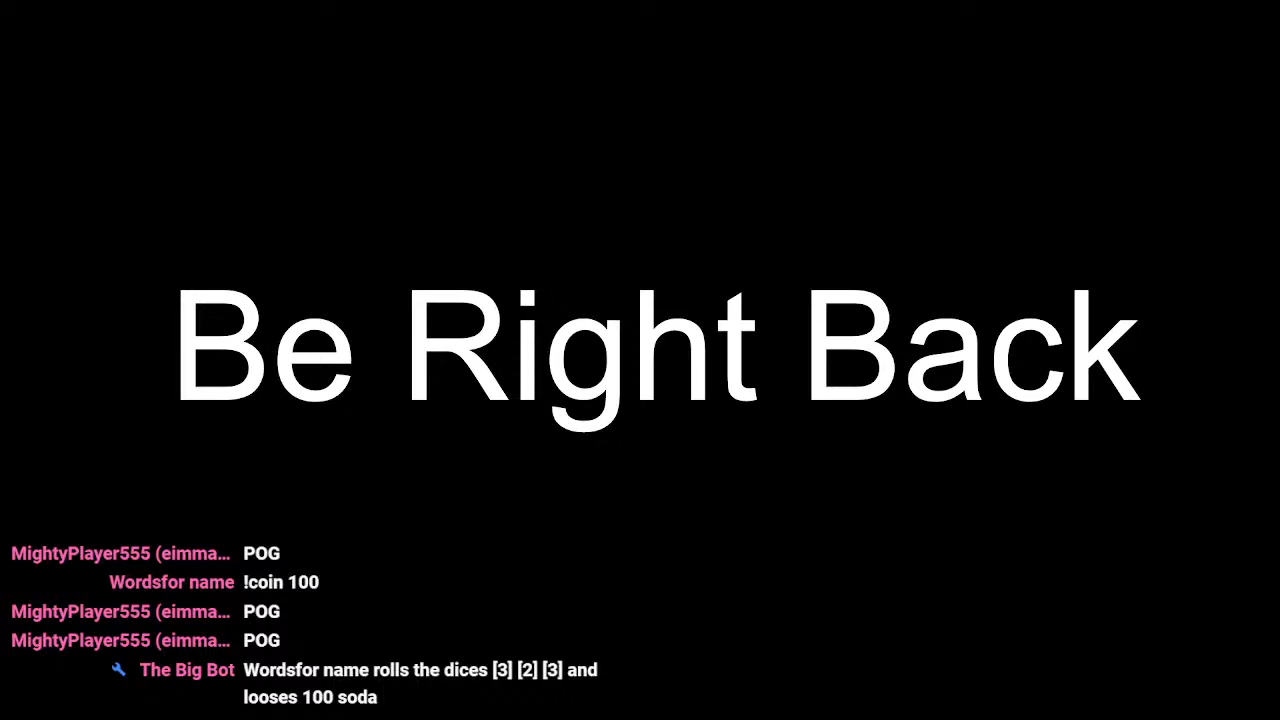 Be Right Back
MightyPlayer555 (eimma... POG
Wordsfor name !coin 100
MightyPlayer555 (eimma... POG
MightyPlayer555 (eimma... POG
The Big Bot Wordsfor name rolls the dices [3] [2] [3] and
looses 100 soda